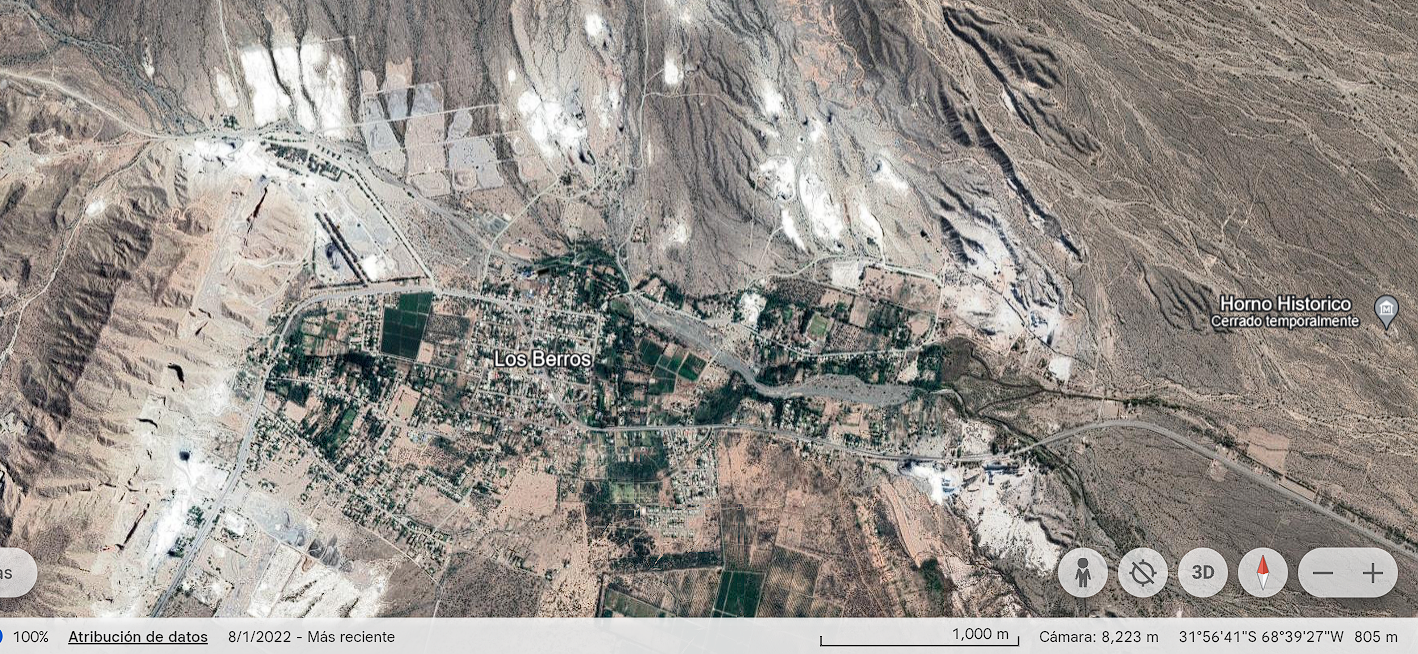 Horno Historico
Cerrado temporalmente
Los Berros
as
3D
100% Atribución de datos 8/1/2022 - Más reciente 1,000 m Cámara: 8,223 m 31°56'41"S 68°39'27"W 805 m